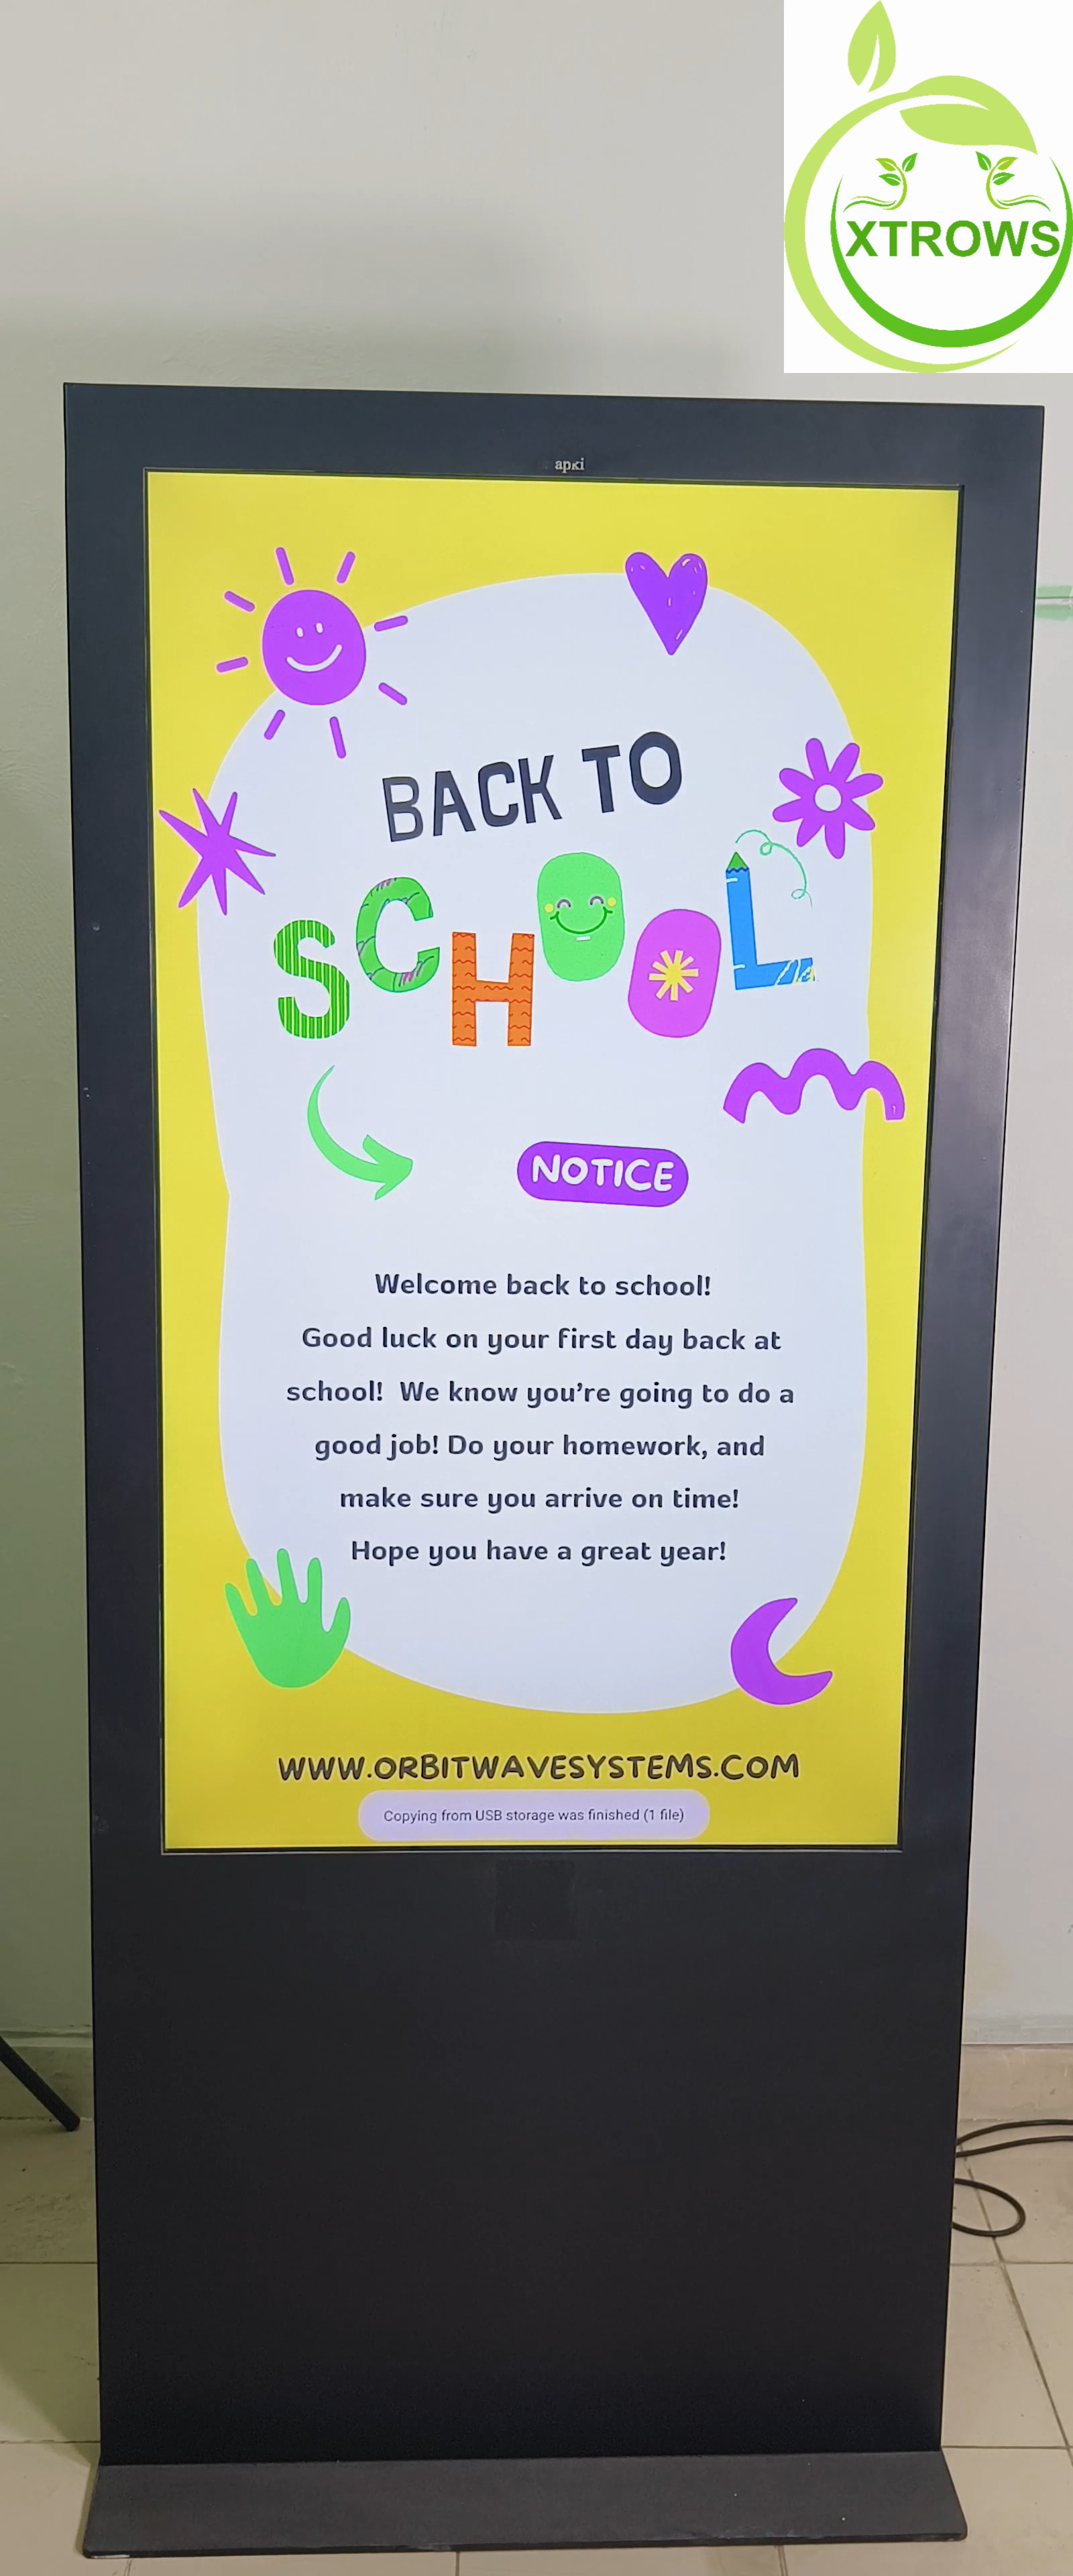 XTROWS
apki
BACK TO
SCHOOL
NOTICE
Welcome back to school!
Good luck on your first day back at
school!  We know you’re going to do a
good job! Do your homework, and
make sure you arrive on time!
Hope you have a great year!
WWW.ORBITWAVESYSTEMS.COM
Copying from USB storage was finished (1 file)